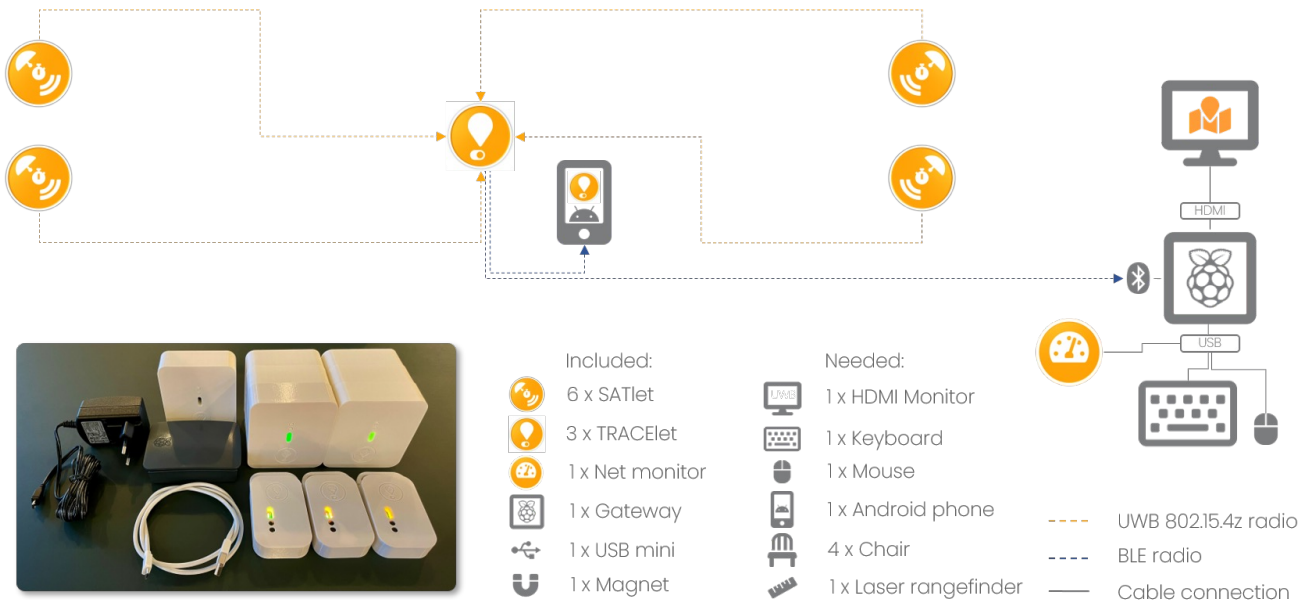 HDMI
USB
Included:
6 x SATlet
3 x TRACElet
1 x Net monitor
1 x Gateway
1 x USB mini
1 x Magnet
Needed:
UWB
1 x HDMI Monitor
1 x Keyboard
1 x Mouse
1 x Android phone
4 x Chair
1 x Laser rangefinder
UWB 802.15.4z radio
BLE radio
Cable connection